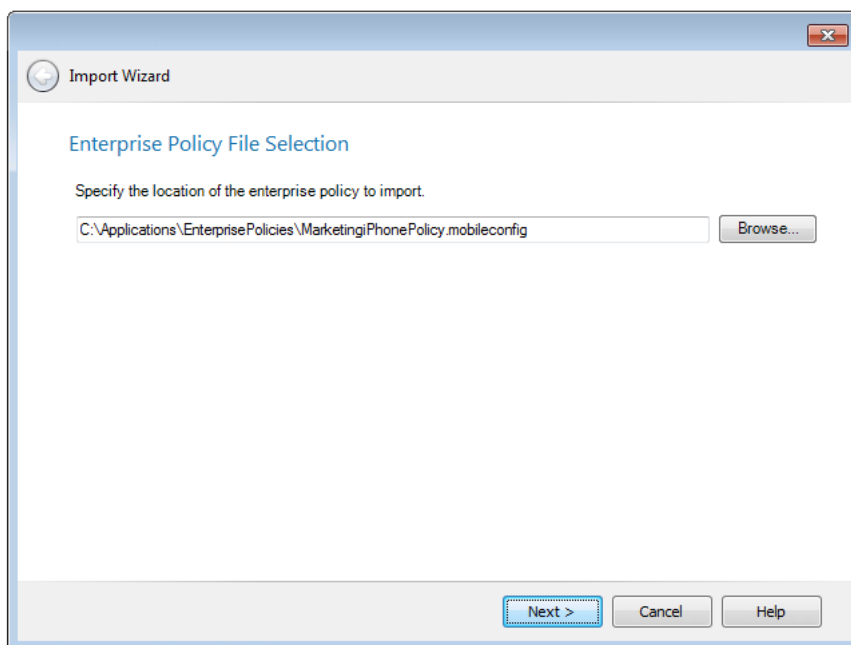 Import Wizard
Enterprise Policy File Selection
Specify the location of the enterprise policy to import.
C:\Applications\EnterprisePolicies\MarketingiPhonePolicy.mobileconfig Browse...
Next > Cancel Help